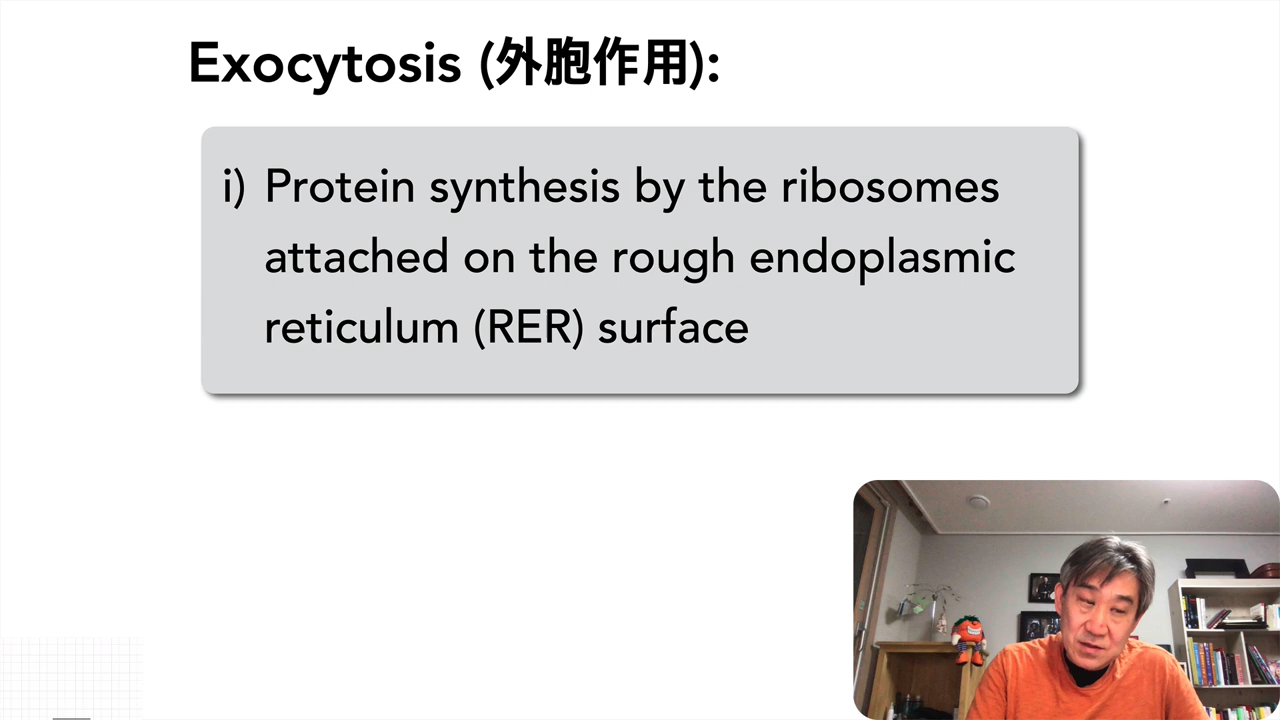 Exocytosis (外胞作用):
i) Protein synthesis by the ribosomes
attached on the rough endoplasmic
reticulum (RER) surface